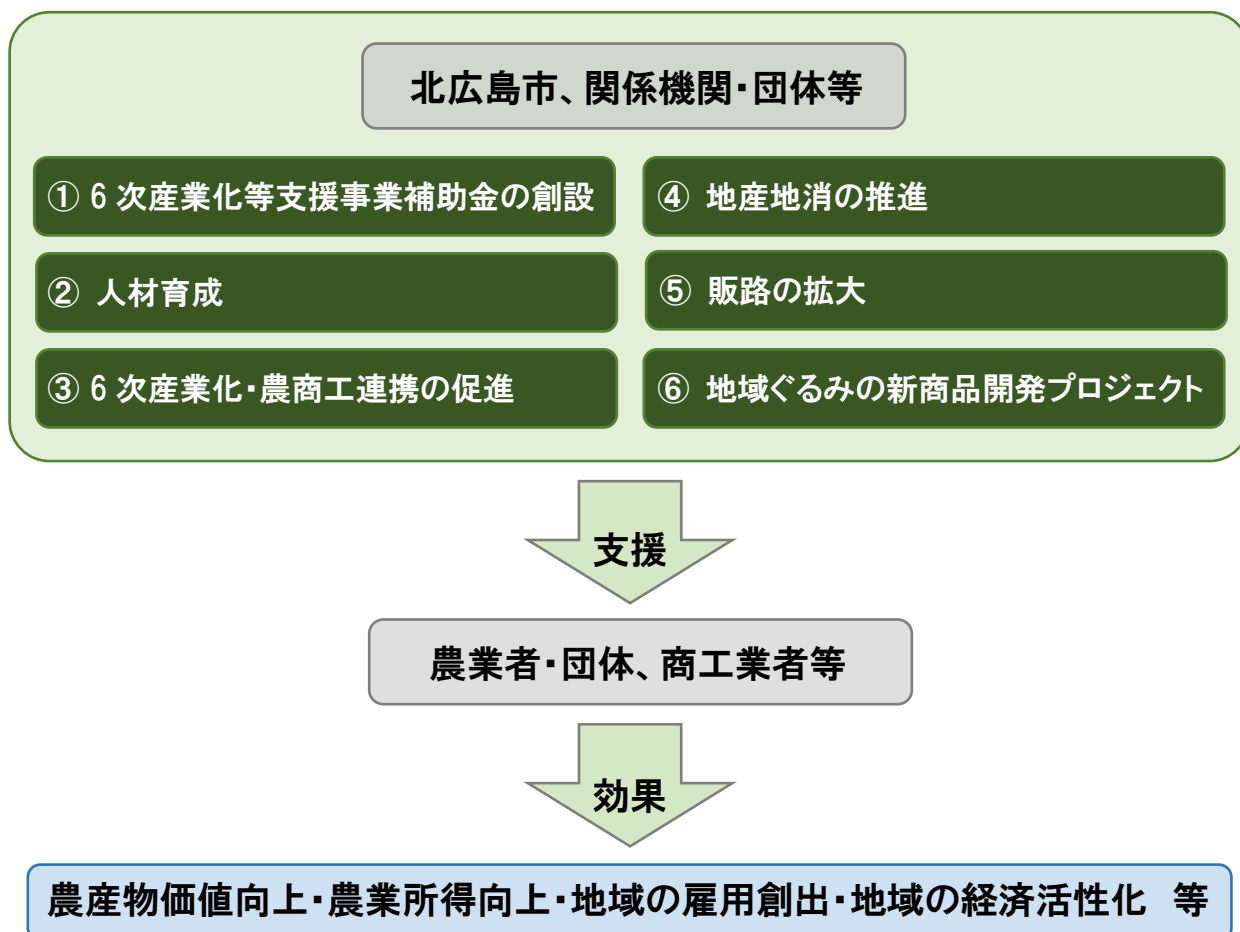 北広島市、関係機関・団体等
① 6次産業化等支援事業補助金の創設
② 人材育成
③ 6次産業化・農商工連携の促進
④ 地産地消の推進
⑤ 販路の拡大
⑥ 地域ぐるみの新商品開発プロジェクト
支援
農業者・団体、商工業者等
効果
農産物価値向上・農業所得向上・地域の雇用創出・地域の経済活性化 等